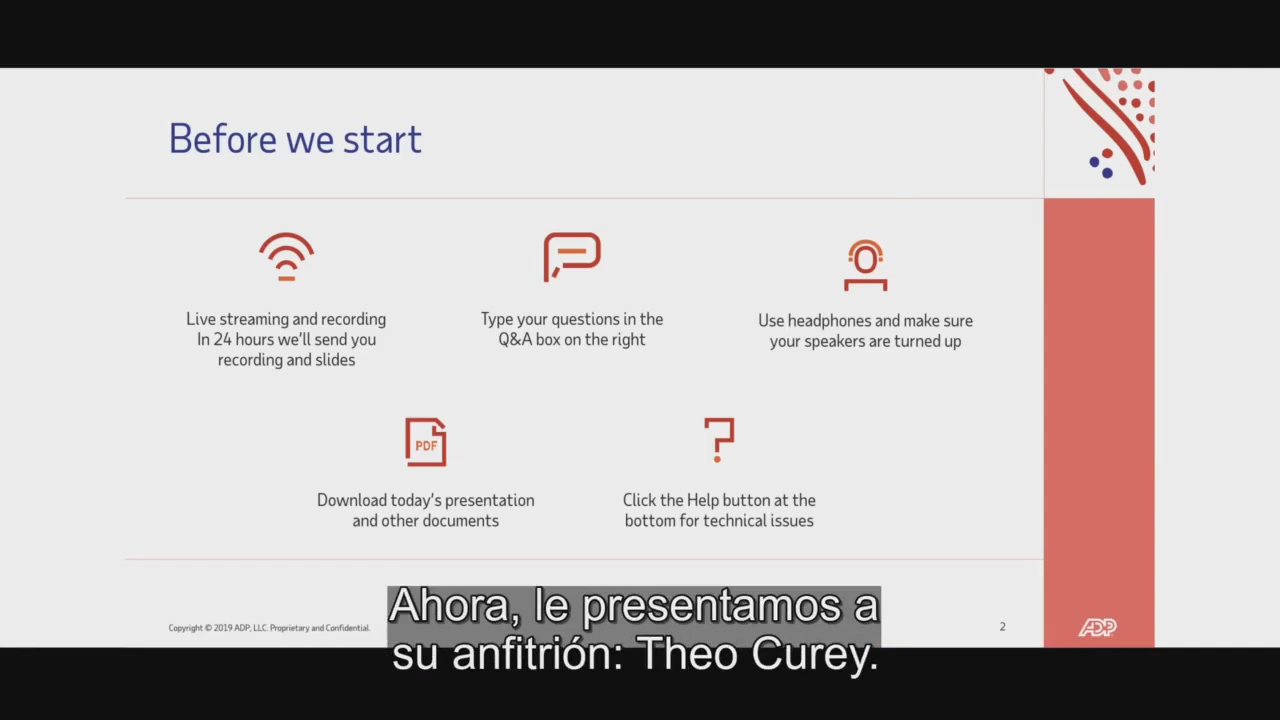 Before we start
Live streaming and recording
In 24 hours we'll send you
recording and slides
Type your questions in the
Q&A box on the right
Use headphones and make sure
your speakers are turned up
PDF
Download today's presentation
and other documents
Click the Help button at the
bottom for technical issues
Copyright © 2019 ADP, LLC. Proprietary and Confidential.
2
ADP
Ahora, le presentamos a
su anfitrión: Theo Curey.